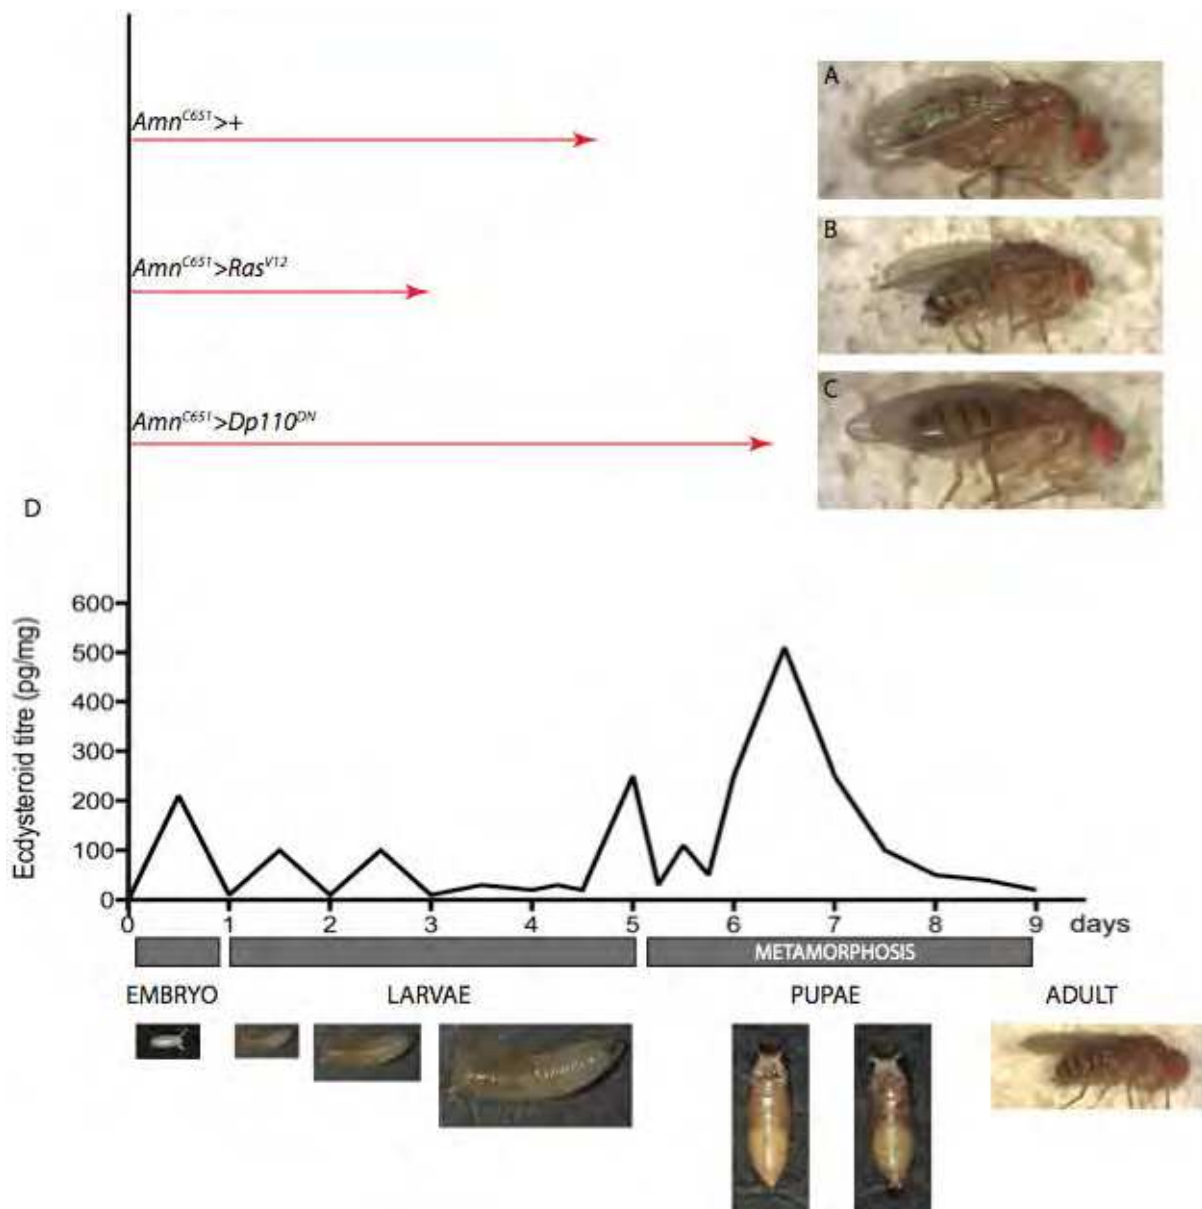 A
Amn^C651>+
B
Amn^C651>Ras^V12
C
Amn^C651>Dp110^DN
D
Ecdysteroid titre (pg/mg)
600
500
400
300
200
100
0
0 1 2 3 4 5 6 7 8 9 days
METAMORPHOSIS
EMBRYO LARVAE PUPAE ADULT